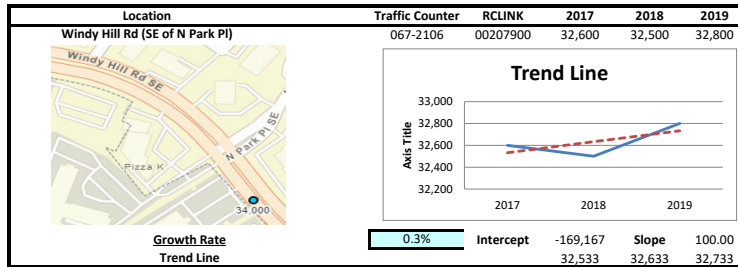 Location Traffic Counter RCLINK 2017 2018 2019
Windy Hill Rd (SE of N Park Pl) 067-2106 00207900 32,600 32,500 32,800
Windy Hill Rd SE
N Park Pl SE
Pizza K
34,000
Trend Line
Axis Title
33,000
32,800
32,600
32,400
32,200
2017 2018 2019
Growth Rate 0.3% Intercept -169,167 Slope 100.00
Trend Line 32,533 32,633 32,733